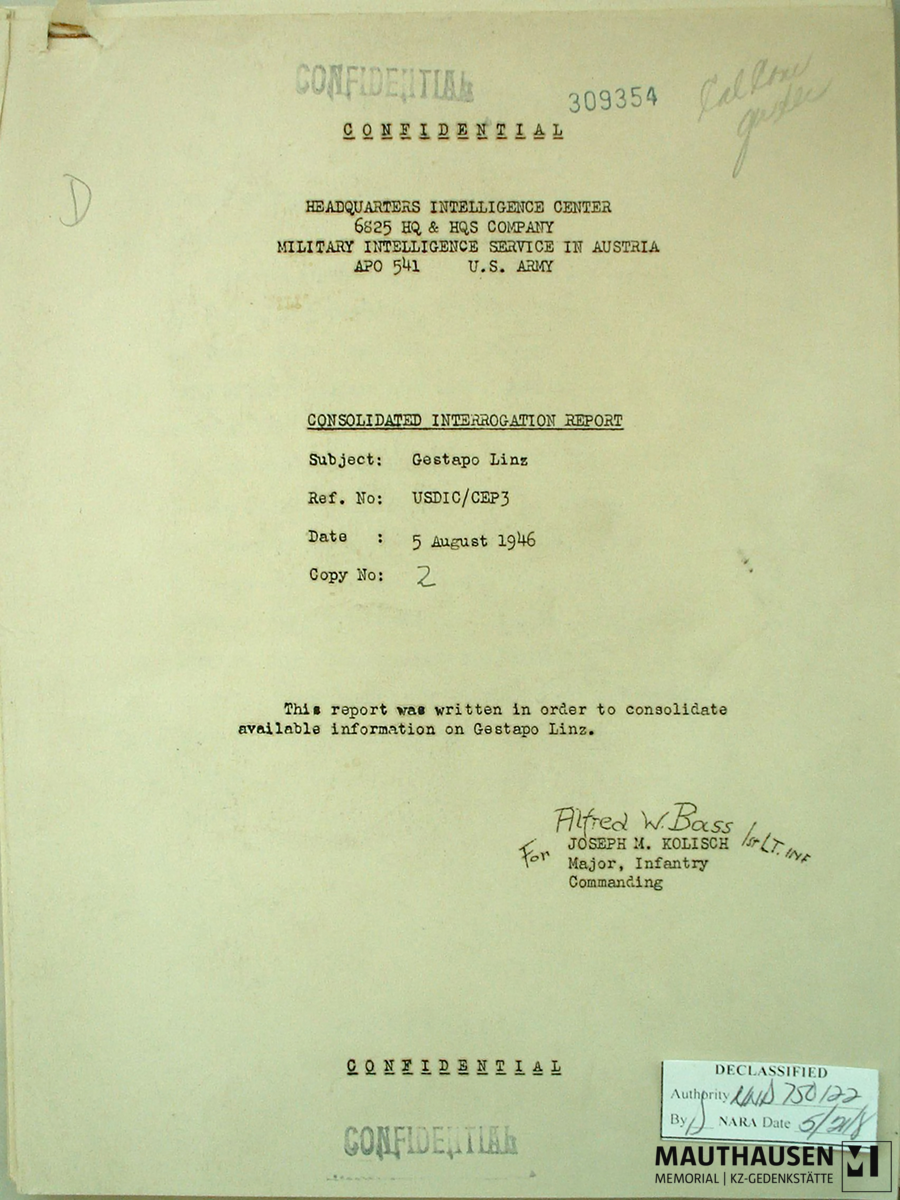 CONFIDENTIAL
309354
C O N F I D E N T I A L
D
HEADQUARTERS INTELLIGENCE CENTER
6825 HQ & HQS COMPANY
MILITARY INTELLIGENCE SERVICE IN AUSTRIA
APO 541 U.S. ARMY
CONSOLIDATED INTERROGATION REPORT
Subject: Gestapo Linz
Ref. No: USDIC/CEP3
Date : 5 August 1946
Copy No: 2
This report was written in order to consolidate
available information on Gestapo Linz.
Alfred W. Bass 1st LT. INF
For JOSEPH M. KOLISCH
Major, Infantry
Commanding
C O N F I D E N T I A L
CONFIDENTIAL
DECLASSIFIED
Authority NND 750122
By NARA Date
MAUTHAUSEN
MEMORIAL | KZ-GEDENKSTÄTTE